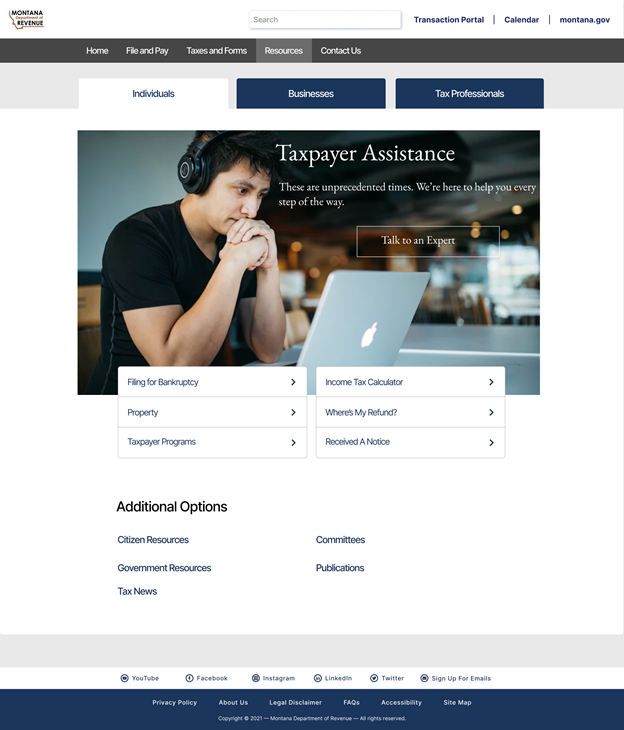 MONTANA
Department of
REVENUE
Search
Transaction Portal | Calendar | montana.gov
Home File and Pay Taxes and Forms Resources Contact Us
Individuals Businesses Tax Professionals
Taxpayer Assistance
These are unprecedented times. We're here to help you every
step of the way.
Talk to an Expert
Filing for Bankruptcy
Property
Taxpayer Programs
Income Tax Calculator
Where's My Refund?
Received A Notice
Additional Options
Citizen Resources Committees
Government Resources Publications
Tax News
YouTube Facebook Instagram LinkedIn Twitter Sign Up For Emails
Privacy Policy About Us Legal Disclaimer FAQs Accessibility Site Map
Copyright © 2021 — Montana Department of Revenue — All rights reserved.